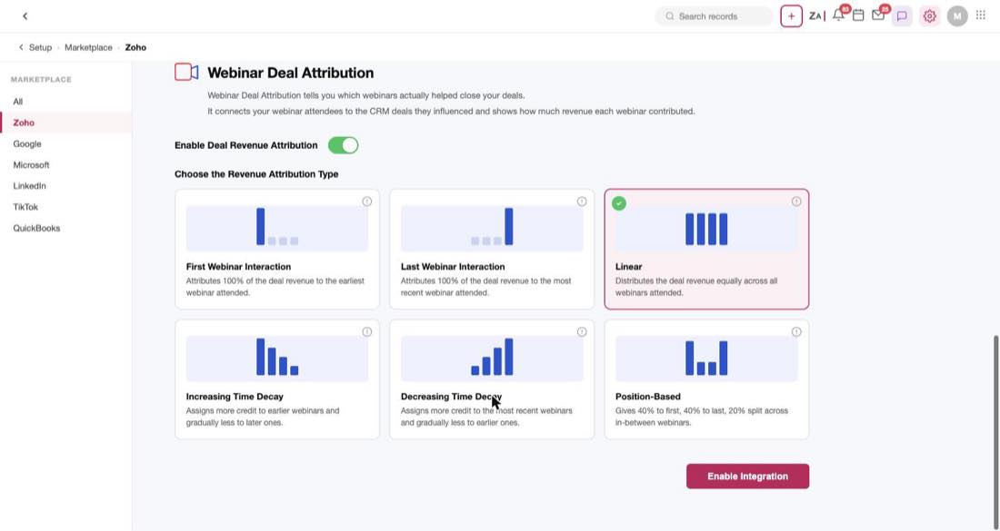 Search records
+
ZA
83
25
M
Setup
Marketplace
Zoho
MARKETPLACE
All
Zoho
Google
Microsoft
LinkedIn
TikTok
QuickBooks
Webinar Deal Attribution
Webinar Deal Attribution tells you which webinars actually helped close your deals.
It connects your webinar attendees to the CRM deals they influenced and shows how much revenue each webinar contributed.
Enable Deal Revenue Attribution
Choose the Revenue Attribution Type
First Webinar Interaction
Attributes 100% of the deal revenue to the earliest
webinar attended.
Last Webinar Interaction
Attributes 100% of the deal revenue to the most
recent webinar attended.
Linear
Distributes the deal revenue equally across all
webinars attended.
Increasing Time Decay
Assigns more credit to earlier webinars and
gradually less to later ones.
Decreasing Time Decay
Assigns more credit to the most recent webinars
and gradually less to earlier ones.
Position-Based
Gives 40% to first, 40% to last, 20% split across
in-between webinars.
Enable Integration